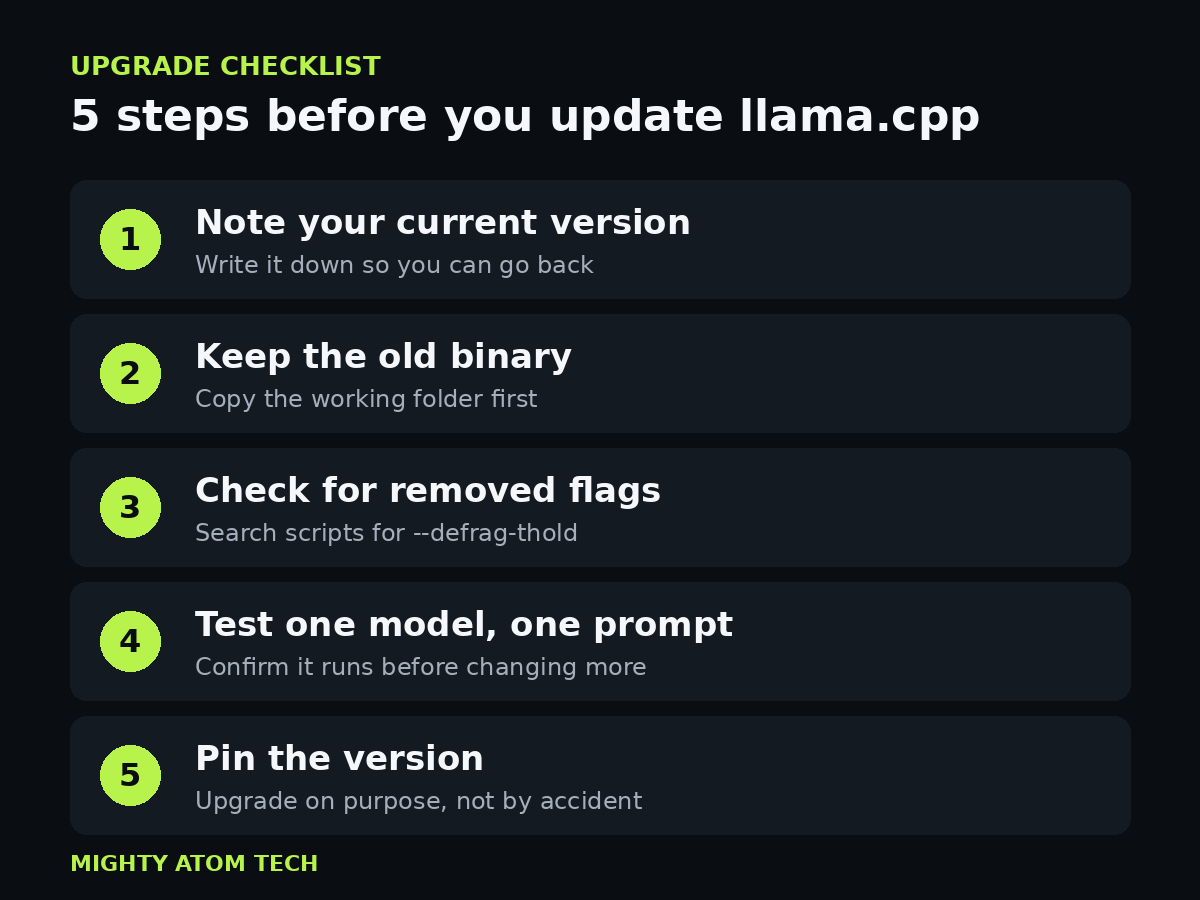 UPGRADE CHECKLIST
5 steps before you update llama.cpp
1
Note your current version
Write it down so you can go back
2
Keep the old binary
Copy the working folder first
3
Check for removed flags
Search scripts for --defrag-thold
4
Test one model, one prompt
Confirm it runs before changing more
5
Pin the version
Upgrade on purpose, not by accident
MIGHTY ATOM TECH